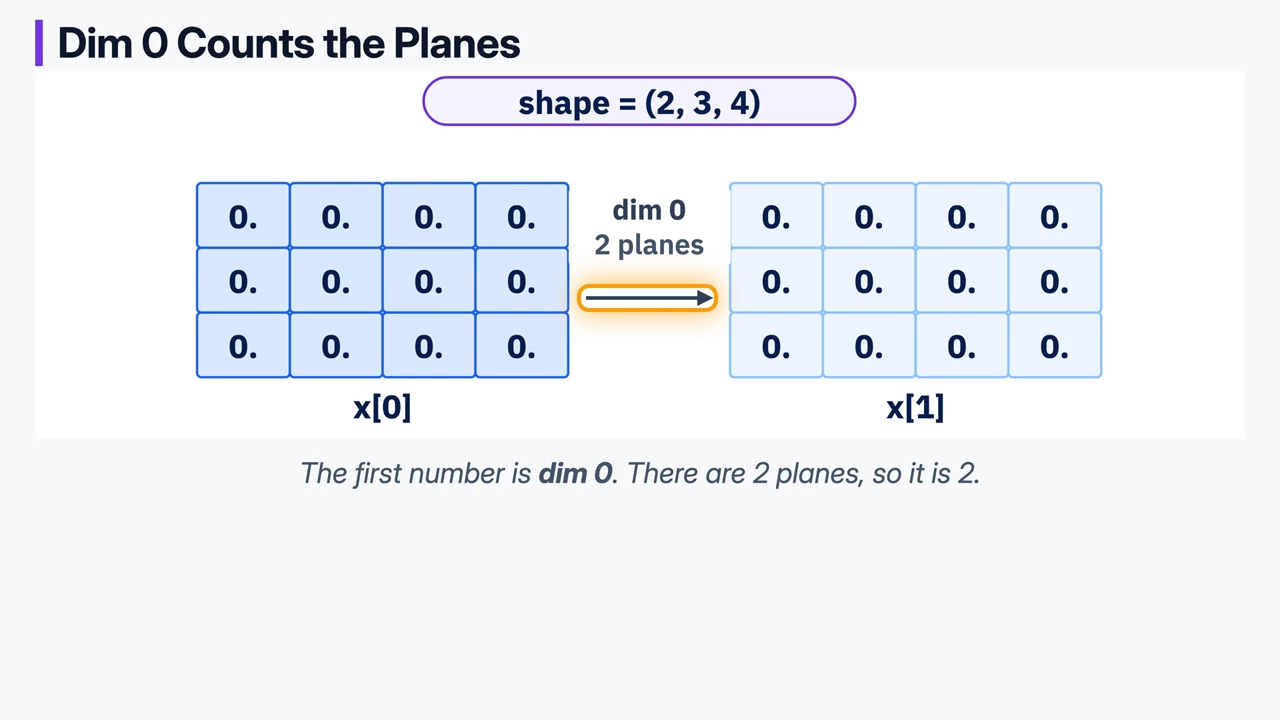 Dim 0 Counts the Planes
shape = (2, 3, 4)
0. 0. 0. 0.
0. 0. 0. 0.
0. 0. 0. 0.
x[0]
dim 0
2 planes
0. 0. 0. 0.
0. 0. 0. 0.
0. 0. 0. 0.
x[1]
The first number is dim 0. There are 2 planes, so it is 2.